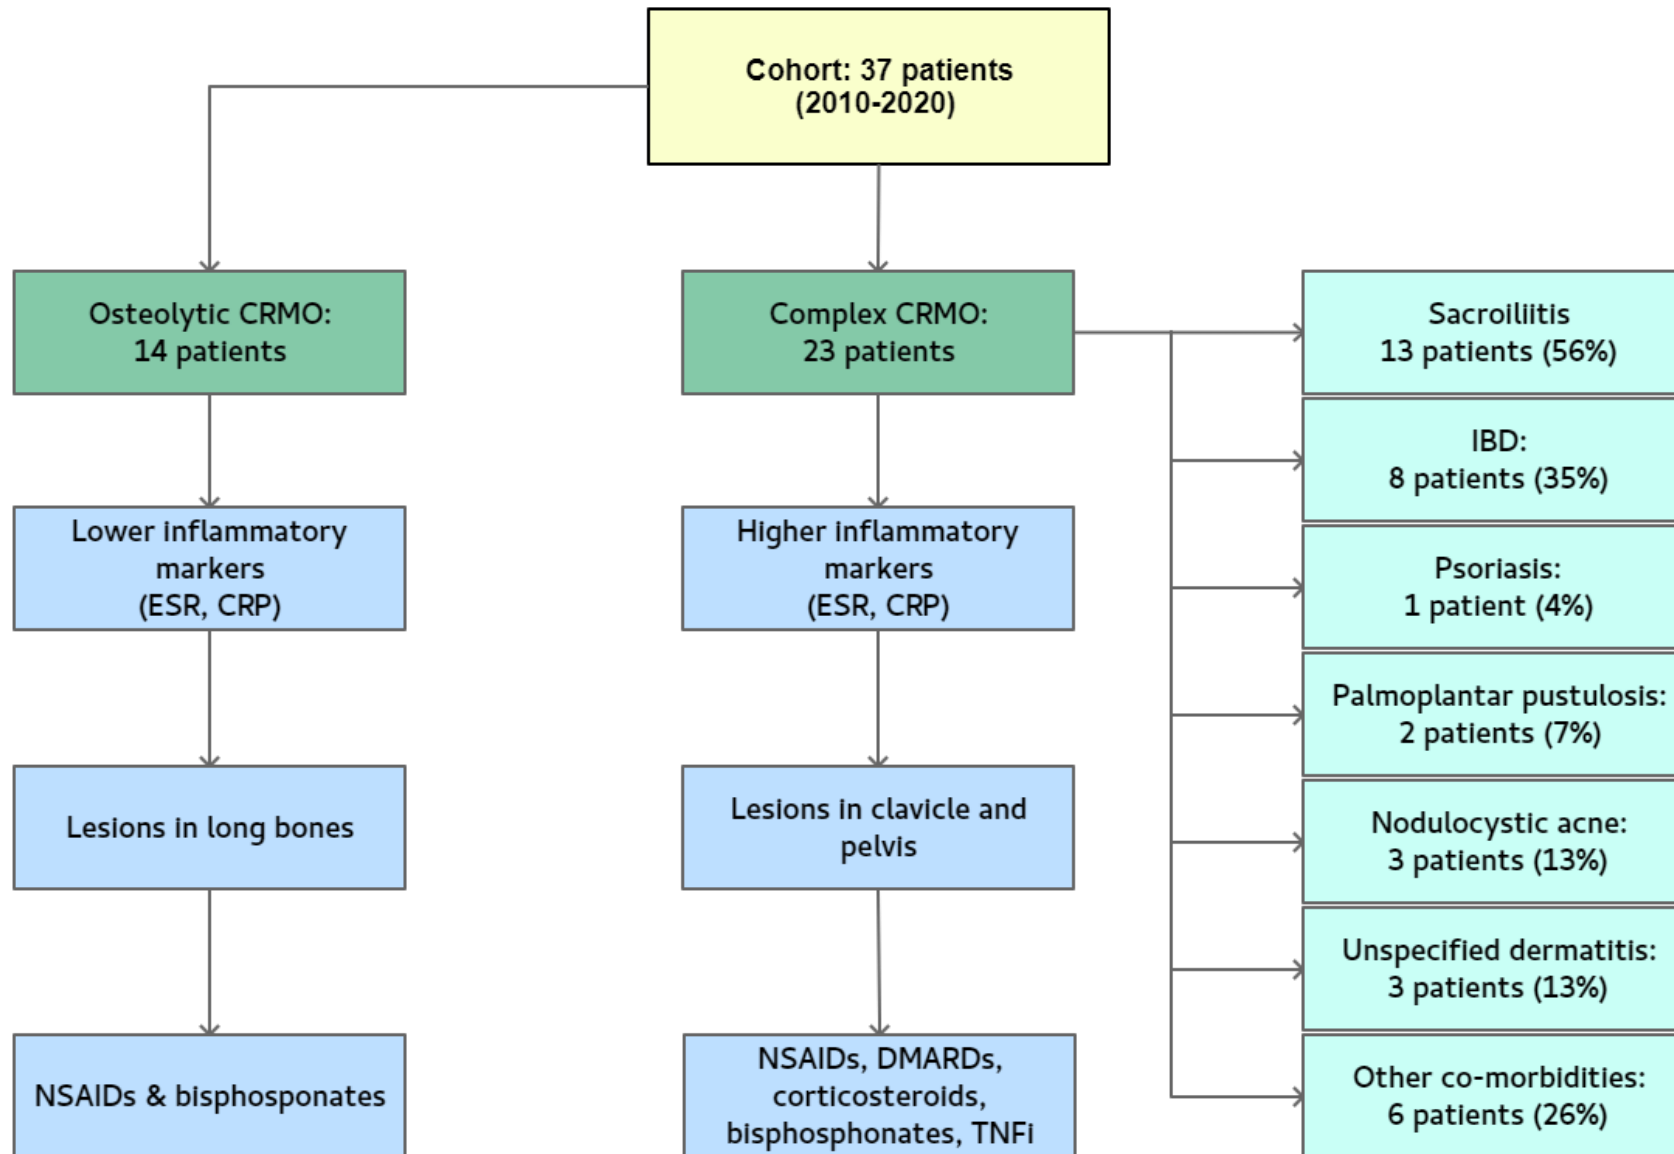 Cohort: 37 patients
(2010-2020)
Osteolytic CRMO:
14 patients
Complex CRMO:
23 patients
Sacroiliitis
13 patients (56%)
IBD:
8 patients (35%)
Psoriasis:
1 patient (4%)
Palmoplantar pustulosis:
2 patients (7%)
Nodulocystic acne:
3 patients (13%)
Unspecified dermatitis:
3 patients (13%)
Other co-morbidities:
6 patients (26%)
Lower inflammatory
markers
(ESR, CRP)
Higher inflammatory
markers
(ESR, CRP)
Lesions in long bones
Lesions in clavicle and
pelvis
NSAIDs & bisphosponates
NSAIDs, DMARDs,
corticosteroids,
bisphosphonates, TNFi